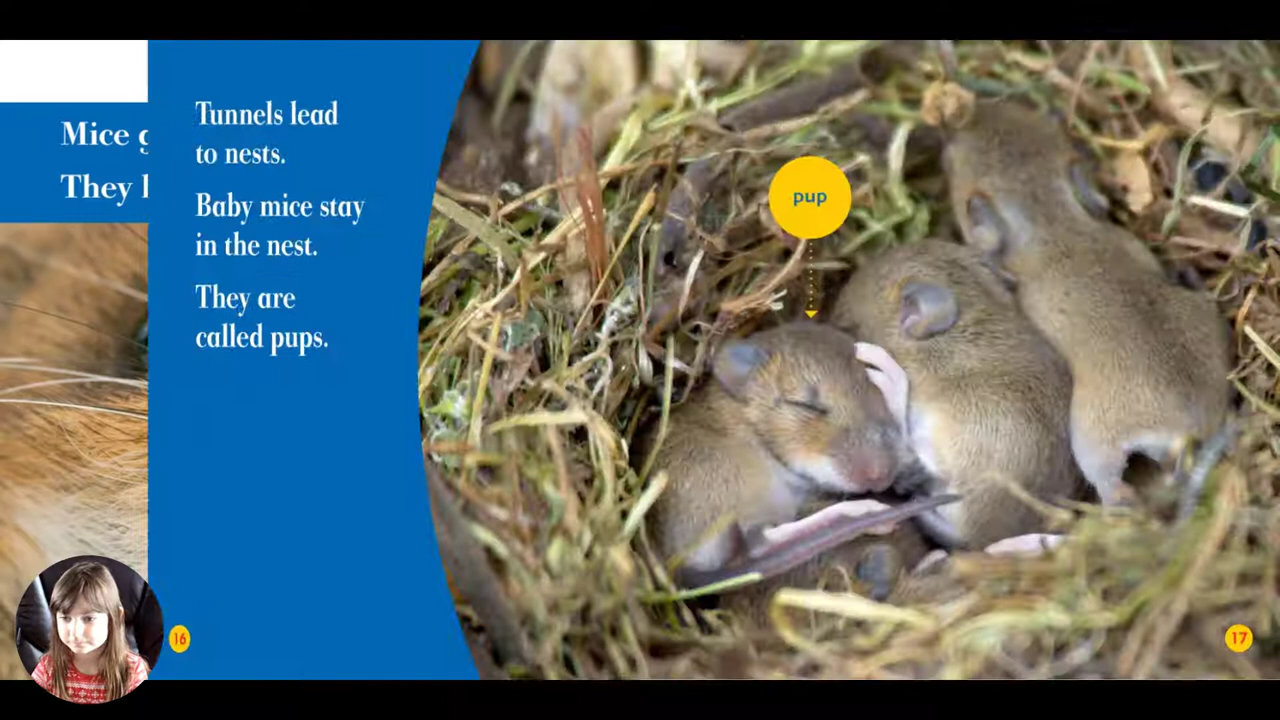 Mice
They
Tunnels lead
to nests.
Baby mice stay
in the nest.
They are
called pups.
pup
16
17